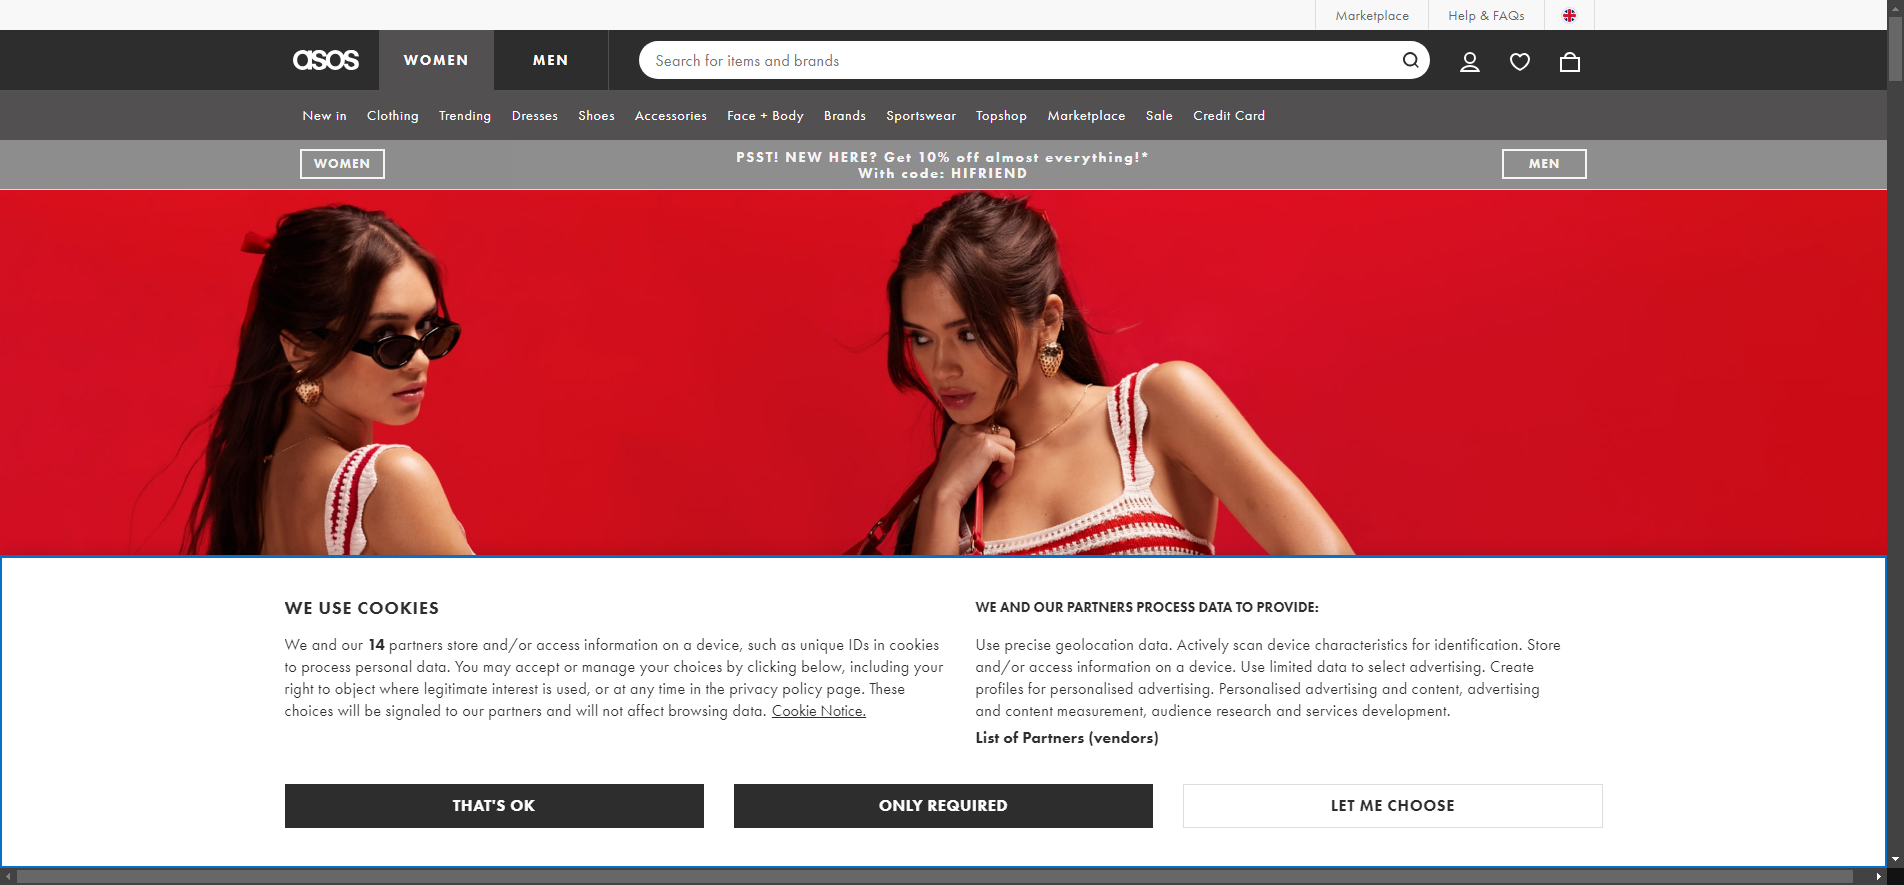 Marketplace
Help & FAQs
asos
WOMEN
MEN
Search for items and brands
New in
Clothing
Trending
Dresses
Shoes
Accessories
Face + Body
Brands
Sportswear
Topshop
Marketplace
Sale
Credit Card
WOMEN
PSST! NEW HERE? Get 10% off almost everything!*
With code: HIFRIEND
MEN
WE USE COOKIES
We and our 14 partners store and/or access information on a device, such as unique IDs in cookies
to process personal data. You may accept or manage your choices by clicking below, including your
right to object where legitimate interest is used, or at any time in the privacy policy page. These
choices will be signaled to our partners and will not affect browsing data. Cookie Notice.
WE AND OUR PARTNERS PROCESS DATA TO PROVIDE:
Use precise geolocation data. Actively scan device characteristics for identification. Store
and/or access information on a device. Use limited data to select advertising. Create
profiles for personalised advertising. Personalised advertising and content, advertising
and content measurement, audience research and services development.
List of Partners (vendors)
THAT'S OK
ONLY REQUIRED
LET ME CHOOSE